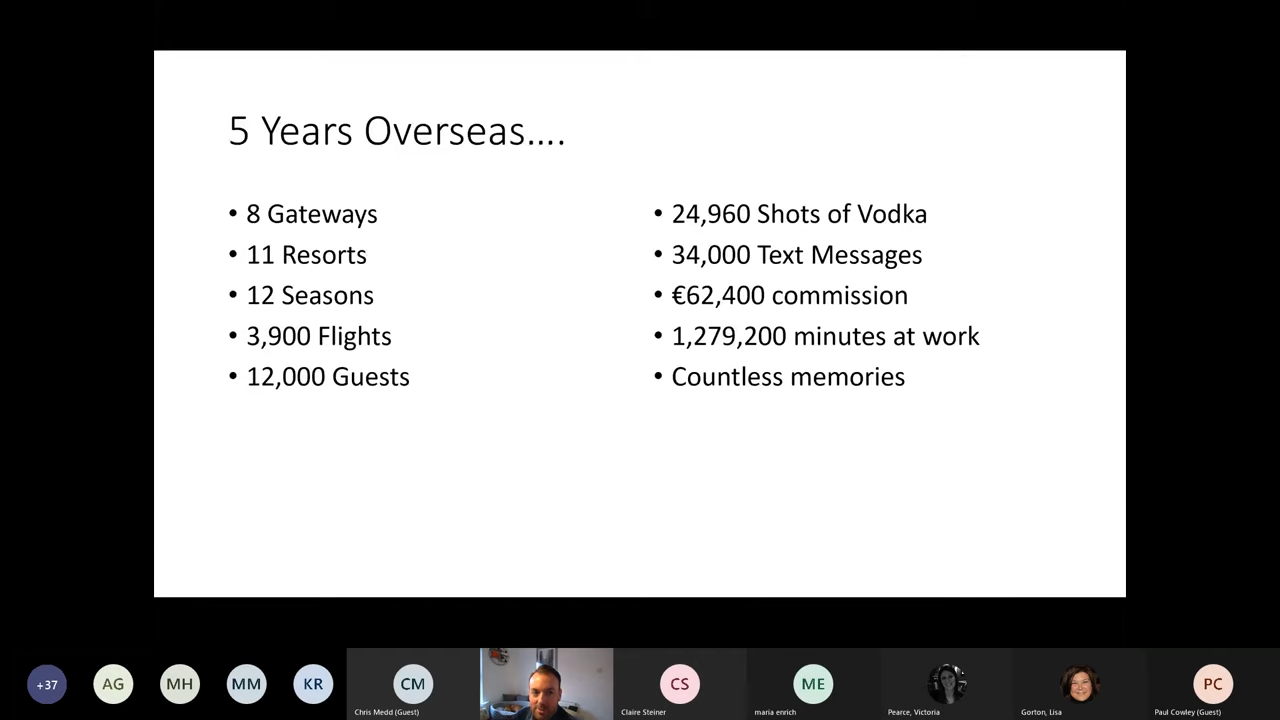 5 Years Overseas....
• 8 Gateways
• 11 Resorts
• 12 Seasons
• 3,900 Flights
• 12,000 Guests
• 24,960 Shots of Vodka
• 34,000 Text Messages
• €62,400 commission
• 1,279,200 minutes at work
• Countless memories
+37
AG
MH
MM
KR
CM
Chris Medd (Guest)
CS
Claire Steiner
ME
maria enrich
Pearce, Victoria
Gorton, Lisa
PC
Paul Cowley (Guest)